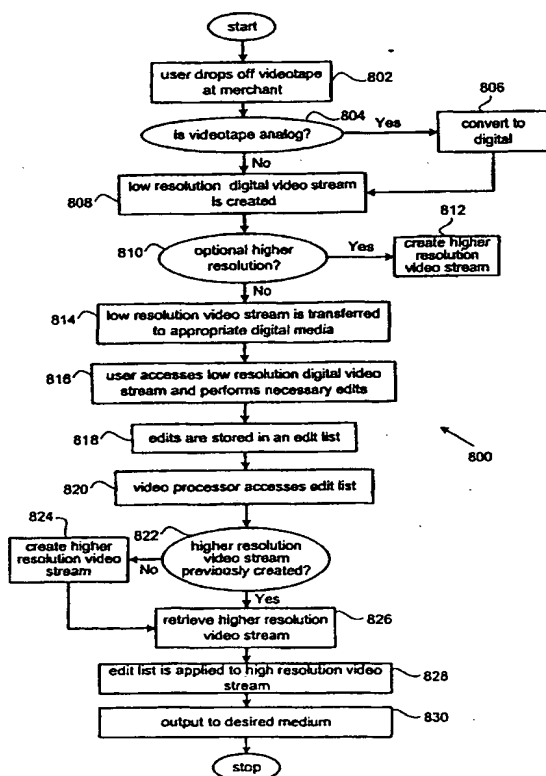 start
user drops off videotape
at merchant
802
is videotape analog?
804
Yes
806
convert to
digital
No
low resolution digital video stream
is created
808
810
optional higher
resolution?
Yes
812
create higher
resolution
video stream
No
814
low resolution video stream is transferred
to appropriate digital media
816
user accesses low resolution digital video
stream and performs necessary edits
818
edits are stored in an edit list
800
820
video processor accesses edit list
822
higher resolution
video stream
previously created?
824
create higher
resolution video
stream
No
Yes
retrieve higher resolution
video stream
826
edit list is applied to high resolution video
stream
828
output to desired medium
830
stop